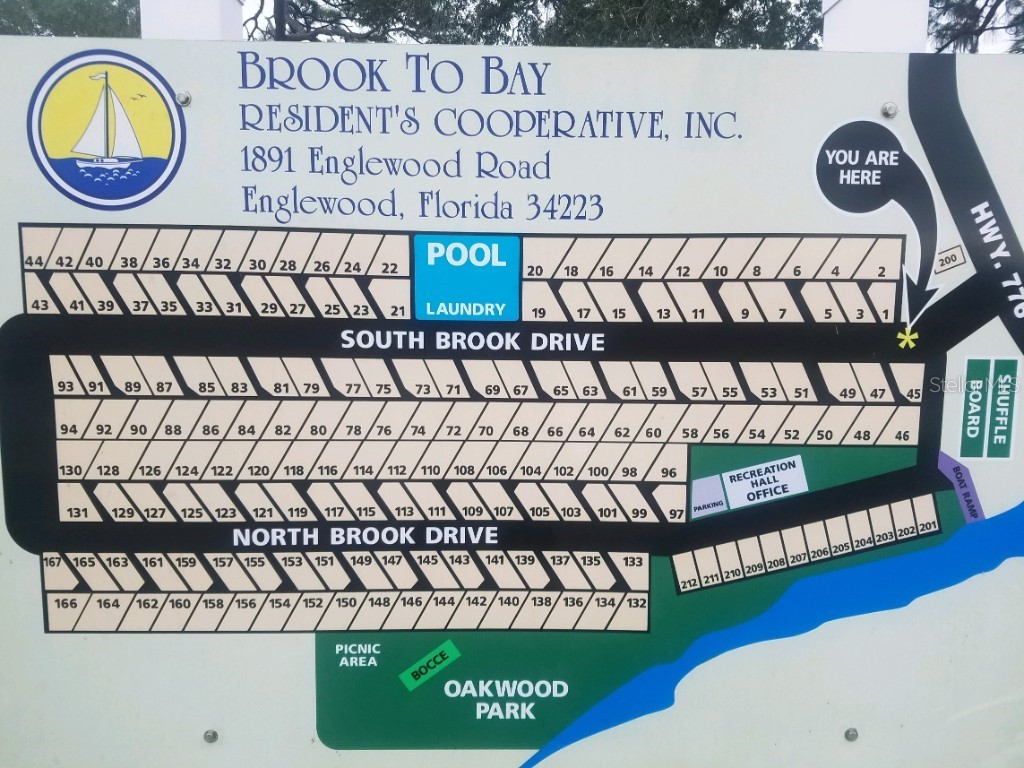 BROOK TO BAY
RESIDENT'S COOPERATIVE, INC.
1891 Englewood Road
Englewood, Florida 34223
YOU ARE
HERE
HWY. 776
200
44 42 40 38 36 34 32 30 28 26 24 22
POOL
20 18 16 14 12 10 8 6 4 2
43 41 39 37 35 33 31 29 27 25 23 21
LAUNDRY
19 17 15 13 11 9 7 5 3 1
SOUTH BROOK DRIVE
*
93 91 89 87 85 83 81 79 77 75 73 71 69 67 65 63 61 59 57 55 53 51 49 47 45
SHUFFLE
BOARD
Stellar MLS
94 92 90 88 86 84 82 80 78 76 74 72 70 68 66 64 62 60 58 56 54 52 50 48 46
130 128 126 124 122 120 118 116 114 112 110 108 106 104 102 100 98 96
RECREATION
HALL
OFFICE
PARKING
BOAT RAMP
131 129 127 125 123 121 119 117 115 113 111 109 107 105 103 101 99 97
NORTH BROOK DRIVE
212 211 210 209 208 207 206 205 204 203 202 201
167 165 163 161 159 157 155 153 151 149 147 145 143 141 139 137 135 133
166 164 162 160 158 156 154 152 150 148 146 144 142 140 138 136 134 132
PICNIC
AREA
BOCCE
OAKWOOD
PARK